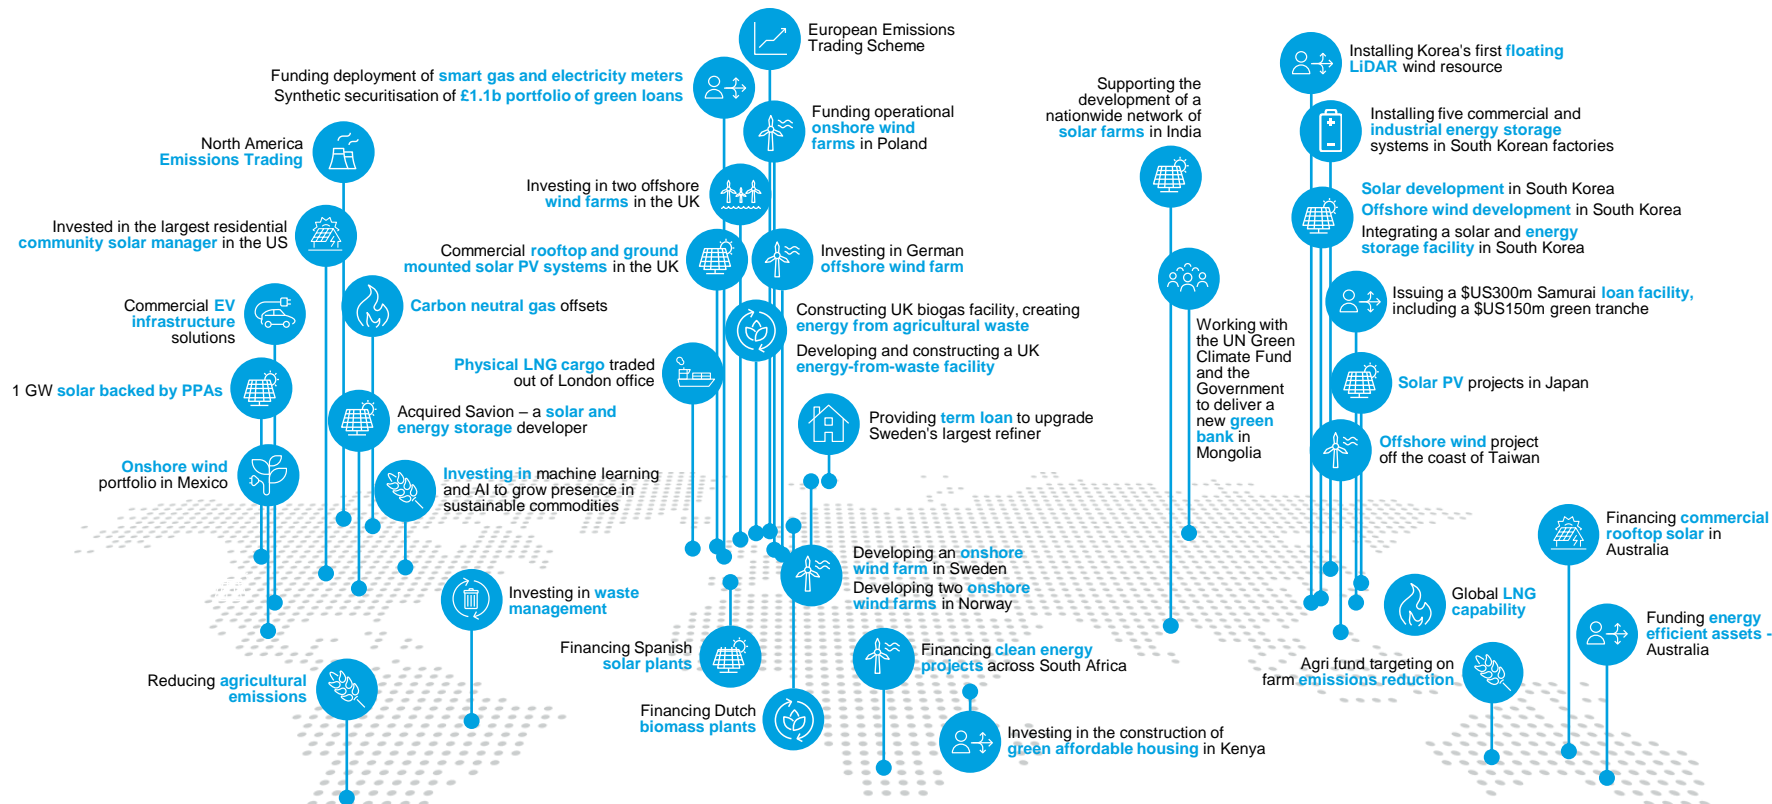 European Emissions
Trading Scheme
Funding deployment of smart gas and electricity meters
Synthetic securitisation of £1.1b portfolio of green loans
North America
Emissions Trading
Funding operational
onshore wind
farms in Poland
Investing in two offshore
wind farms in the UK
Invested in the largest residential
community solar manager in the US
Commercial rooftop and ground
mounted solar PV systems in the UK
Investing in German
offshore wind farm
Commercial EV
infrastructure
solutions
Carbon neutral gas offsets
Constructing UK biogas facility, creating
energy from agricultural waste
Developing and constructing a UK
energy-from-waste facility
Physical LNG cargo traded
out of London office
1 GW solar backed by PPAs
Acquired Savion – a solar and
energy storage developer
Providing term loan to upgrade
Sweden's largest refiner
Onshore wind
portfolio in Mexico
Investing in machine learning
and AI to grow presence in
sustainable commodities
Developing an onshore
wind farm in Sweden
Developing two onshore
wind farms in Norway
Investing in waste
management
Financing Spanish
solar plants
Financing clean energy
projects across South Africa
Reducing agricultural
emissions
Financing Dutch
biomass plants
Investing in the construction of
green affordable housing in Kenya
Supporting the
development of a
nationwide network of
solar farms in India
Working with
the UN Green
Climate Fund
and the
Government
to deliver a
new green
bank in
Mongolia
Installing Korea's first floating
LiDAR wind resource
Installing five commercial and
industrial energy storage
systems in South Korean factories
Solar development in South Korea
Offshore wind development in South Korea
Integrating a solar and energy
storage facility in South Korea
Issuing a $US300m Samurai loan facility,
including a $US150m green tranche
Solar PV projects in Japan
Offshore wind project
off the coast of Taiwan
Financing commercial
rooftop solar in
Australia
Global LNG
capability
Funding energy
efficient assets -
Australia
Agri fund targeting on
farm emissions reduction